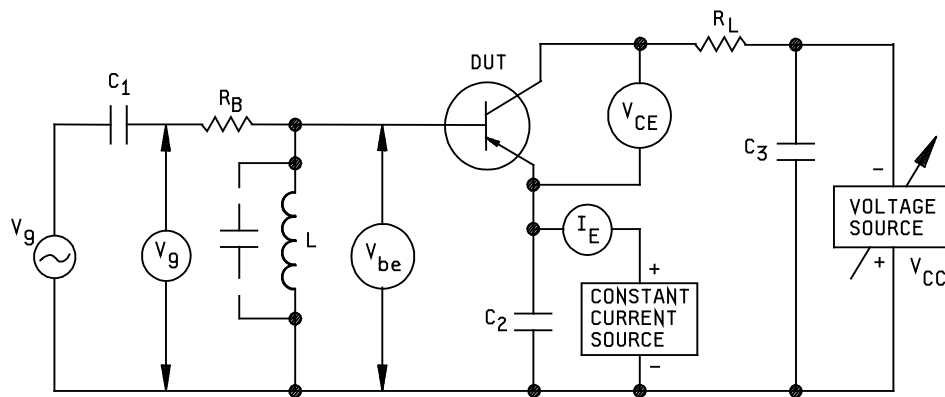 C1
RB
DUT
RL
VCE
C3
Vg
Vg
L
Vbe
IE
-
VOLTAGE
SOURCE
+
VCC
+
C2
CONSTANT
CURRENT
SOURCE
-